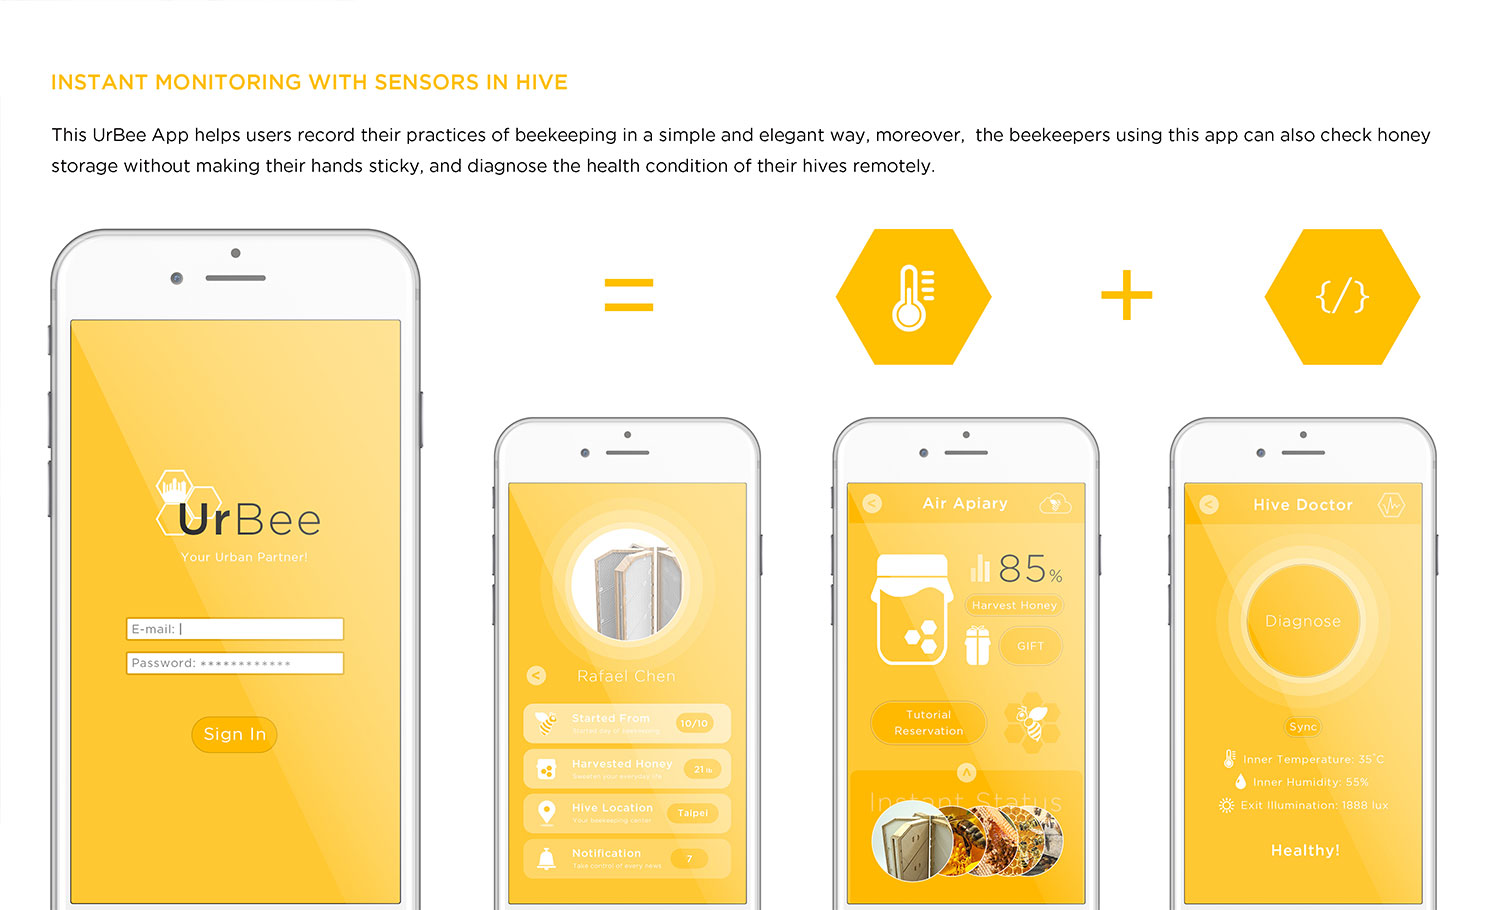 INSTANT MONITORING WITH SENSORS IN HIVE
This UrBee App helps users record their practices of beekeeping in a simple and elegant way, moreover, the beekeepers using this app can also check honey
storage without making their hands sticky, and diagnose the health condition of their hives remotely.
=
+
{/}
UrBee
Your Urban Partner!
E-mail: |
Password: ************
Sign In
<
Rafael Chen
Started From
Started day of beekeeping
10/10
Harvested Honey
Sweeten your everyday life
21 lb
Hive Location
Your beekeeping center
Taipei
Notification
Take control of every news
7
<
Air Apiary
85%
Harvest Honey
GIFT
Tutorial
Reservation
Instant Status
<
Hive Doctor
Diagnose
Sync
Inner Temperature: 35°C
Inner Humidity: 55%
Exit Illumination: 1888 lux
Healthy!